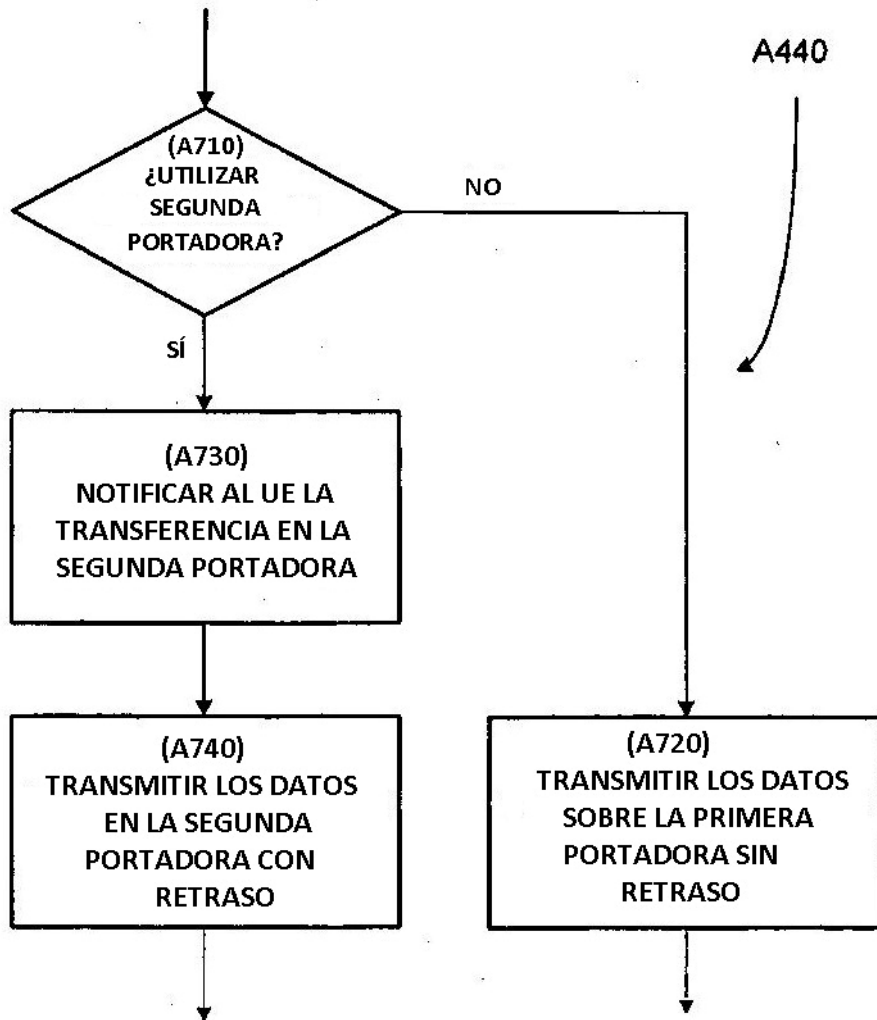 A440
(A710)
¿UTILIZAR
SEGUNDA
PORTADORA?
NO
SÍ
(A730)
NOTIFICAR AL UE LA
TRANSFERENCIA EN LA
SEGUNDA PORTADORA
(A740)
TRANSMITIR LOS DATOS
EN LA SEGUNDA
PORTADORA CON
RETRASO
(A720)
TRANSMITIR LOS DATOS
SOBRE LA PRIMERA
PORTADORA SIN
RETRASO